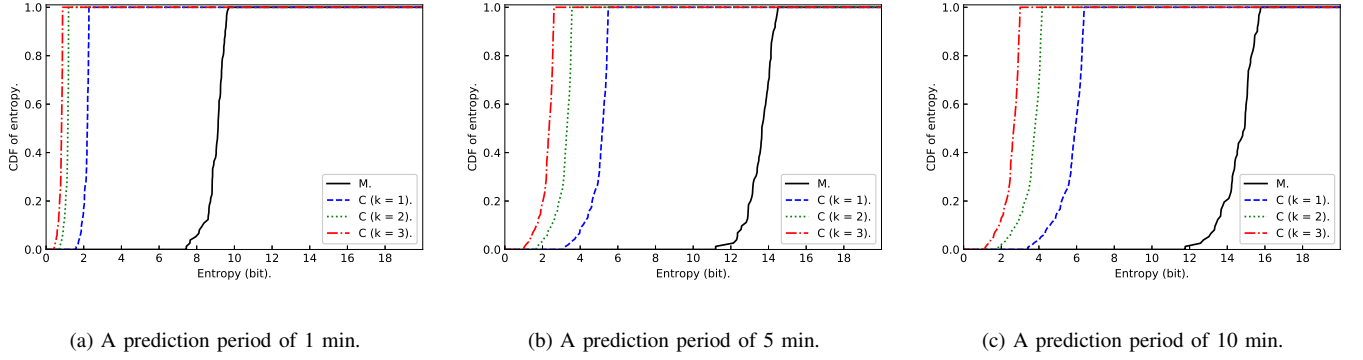 1.0
0.8
0.6
0.4
0.2
0.0
CDF of entropy.
0 2 4 6 8 10 12 14 16 18
Entropy (bit).
M.
C (k = 1).
C (k = 2).
C (k = 3).
(a) A prediction period of 1 min.
1.0
0.8
0.6
0.4
0.2
0.0
CDF of entropy.
0 2 4 6 8 10 12 14 16 18
Entropy (bit).
M.
C (k = 1).
C (k = 2).
C (k = 3).
(b) A prediction period of 5 min.
1.0
0.8
0.6
0.4
0.2
0.0
CDF of entropy.
0 2 4 6 8 10 12 14 16 18
Entropy (bit).
M.
C (k = 1).
C (k = 2).
C (k = 3).
(c) A prediction period of 10 min.